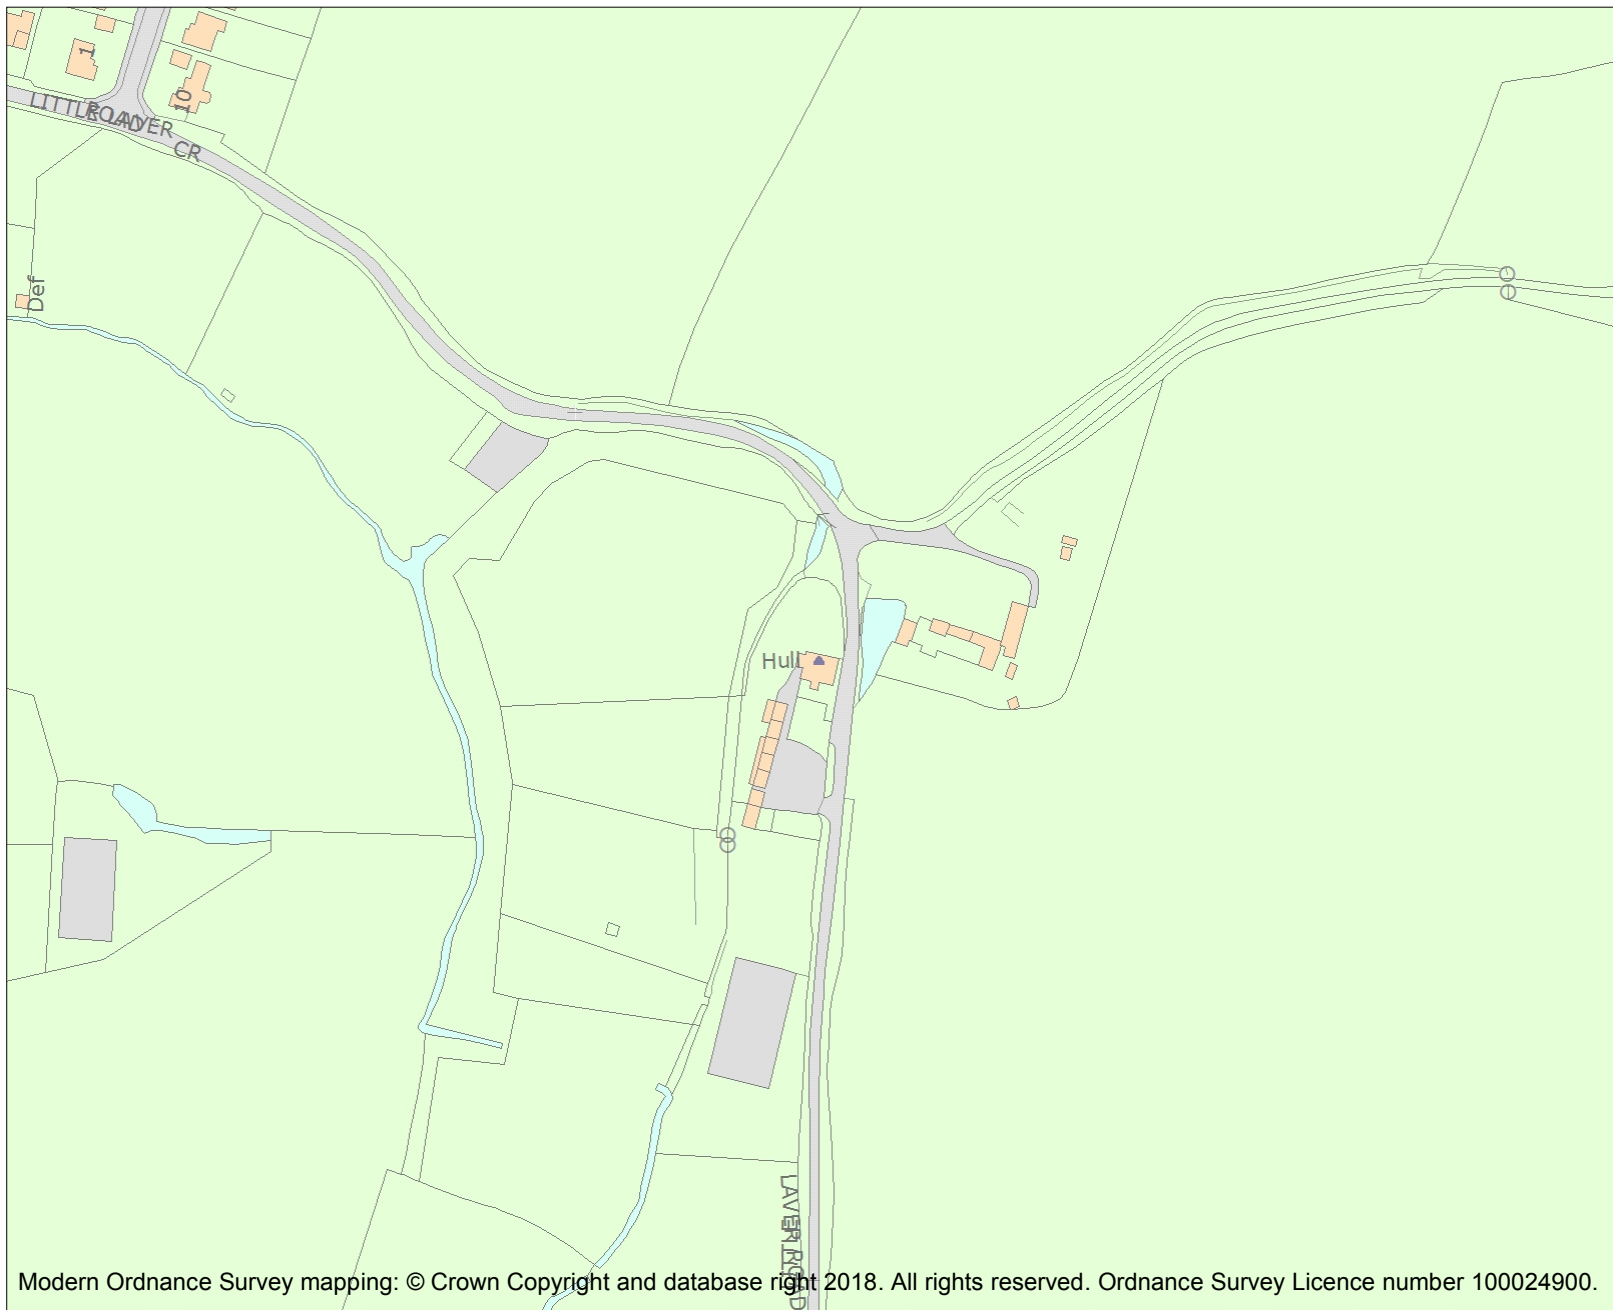 1
10
LITTLE LAVER
ROAD
CR
Def
Hull
LITTLE
LAVER ROAD
Modern Ordnance Survey mapping: © Crown Copyright and database right 2018. All rights reserved. Ordnance Survey Licence number 100024900.